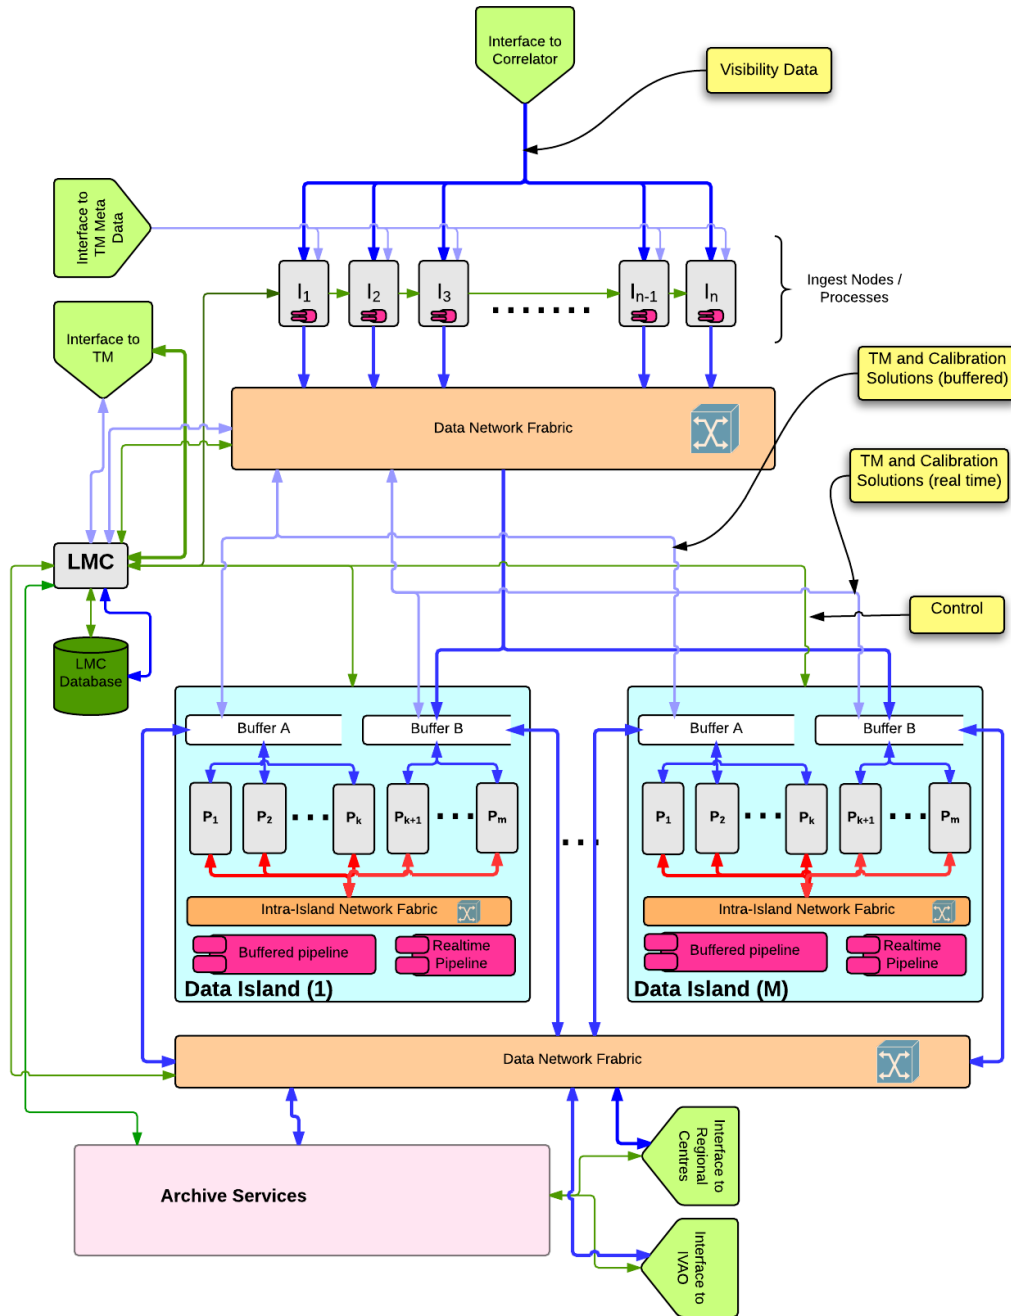 Interface to
Correlator
Visibility Data
Interface to
TM Meta
Data
I1
I2
I3
.......
In-1
In
Ingest Nodes /
Processes
Interface to
TM
TM and Calibration
Solutions (buffered)
Data Network Frabric
TM and Calibration
Solutions (real time)
LMC
Control
LMC
Database
Buffer A
Buffer B
Buffer A
Buffer B
P1
P2
...
Pk
Pk+1
...
Pm
...
P1
P2
...
Pk
Pk+1
...
Pm
Intra-Island Network Fabric
Intra-Island Network Fabric
Buffered pipeline
Realtime
Pipeline
Buffered pipeline
Realtime
Pipeline
Data Island (1)
Data Island (M)
Data Network Frabric
Interface to
Regional
Centres
Archive Services
Interface to
IVAO